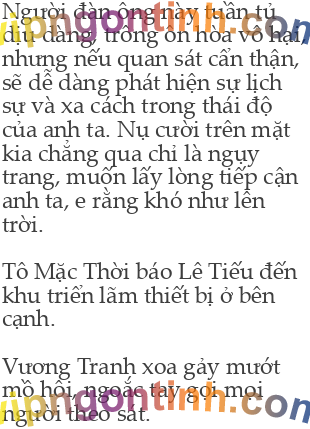 Người đàn ông này tuấn tú,
dịu dàng, trông ôn hòa vô hại,
nhưng nếu quan sát cẩn thận,
sẽ dễ dàng phát hiện sự lịch
sự và xa cách trong thái độ
của anh ta. Nụ cười trên mặt
kia chẳng qua chỉ là ngụy
trang, muốn lấy lòng tiếp cận
anh ta, e rằng khó như lên
trời.
Tô Mặc Thời báo Lê Tiếu đến
khu triển lãm thiết bị ở bên
cạnh.
Vương Tranh xoa gáy mướt
mồ hôi, ngoắc tay gọi mọi
người theo sát.
vipngontinh.com
vipngontinh.com